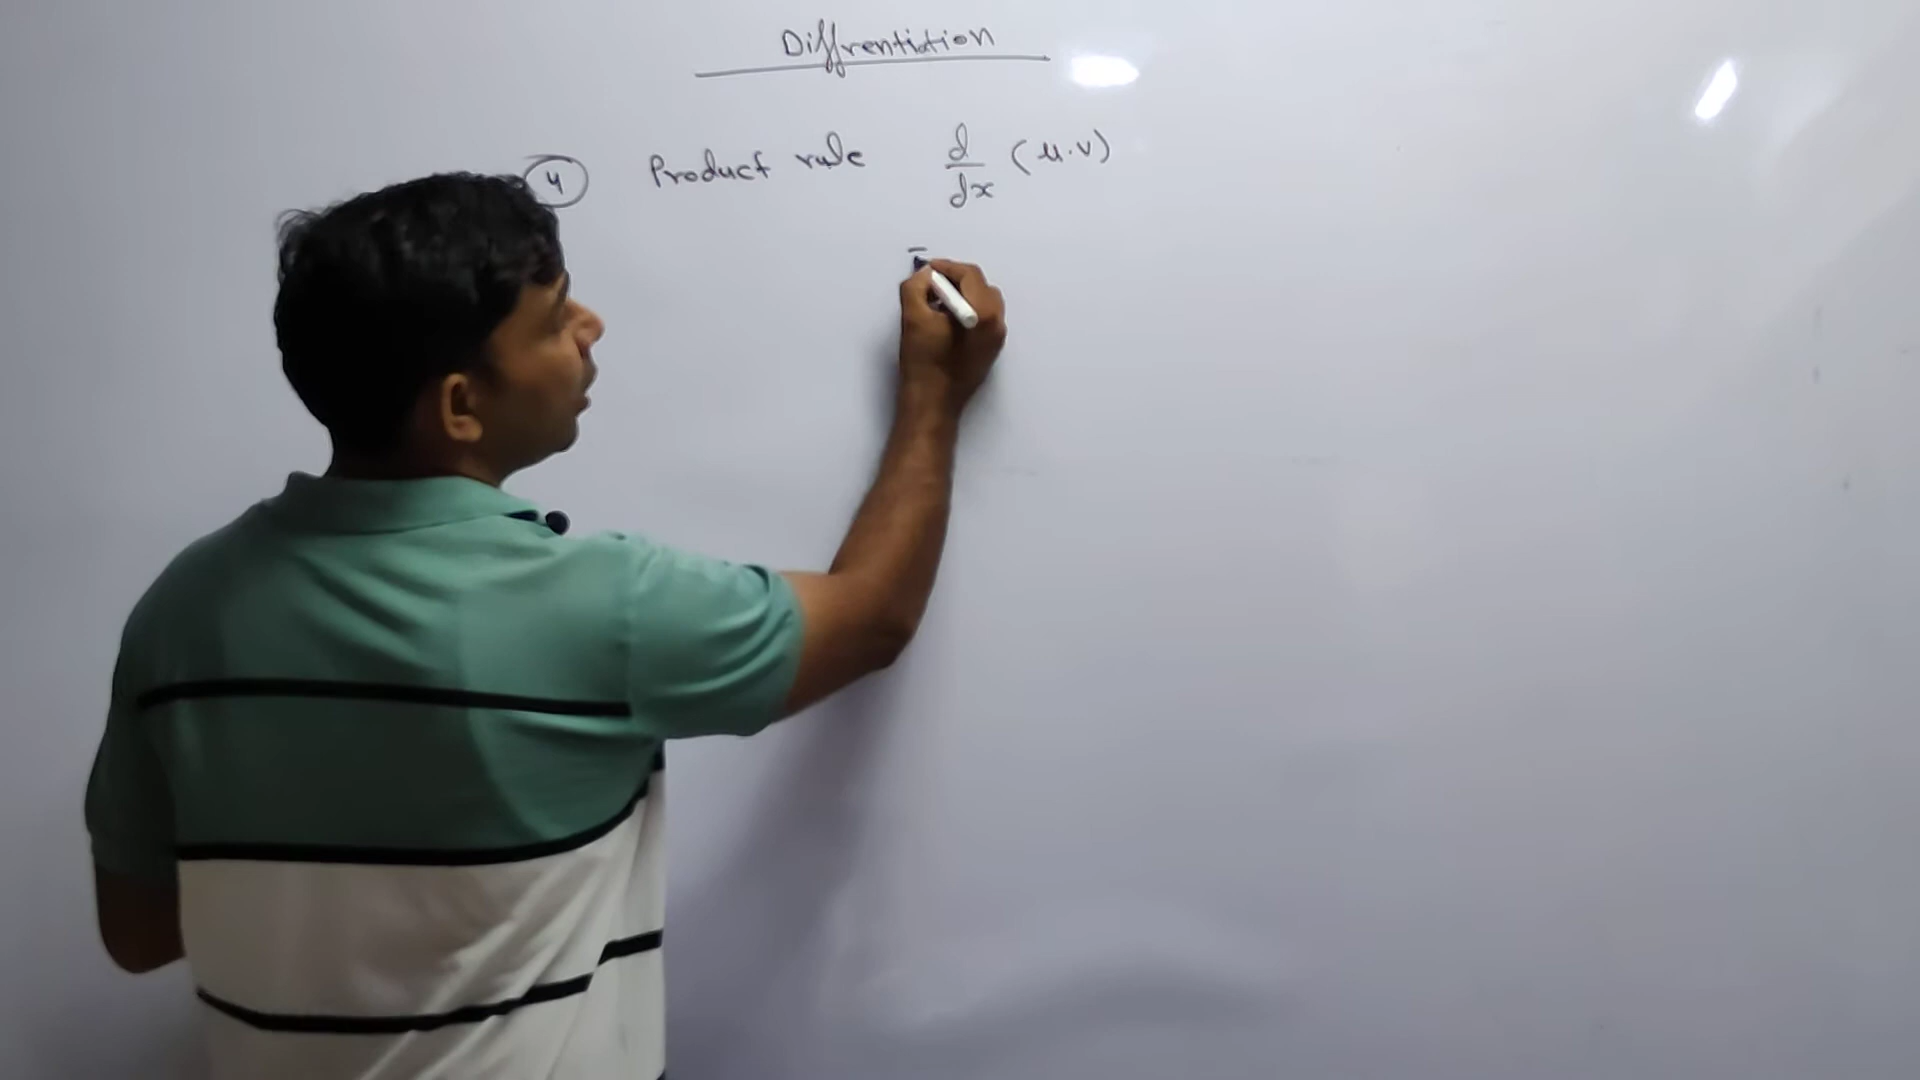 Diffrentiation
4 Product rule d/dx (u.v)
=